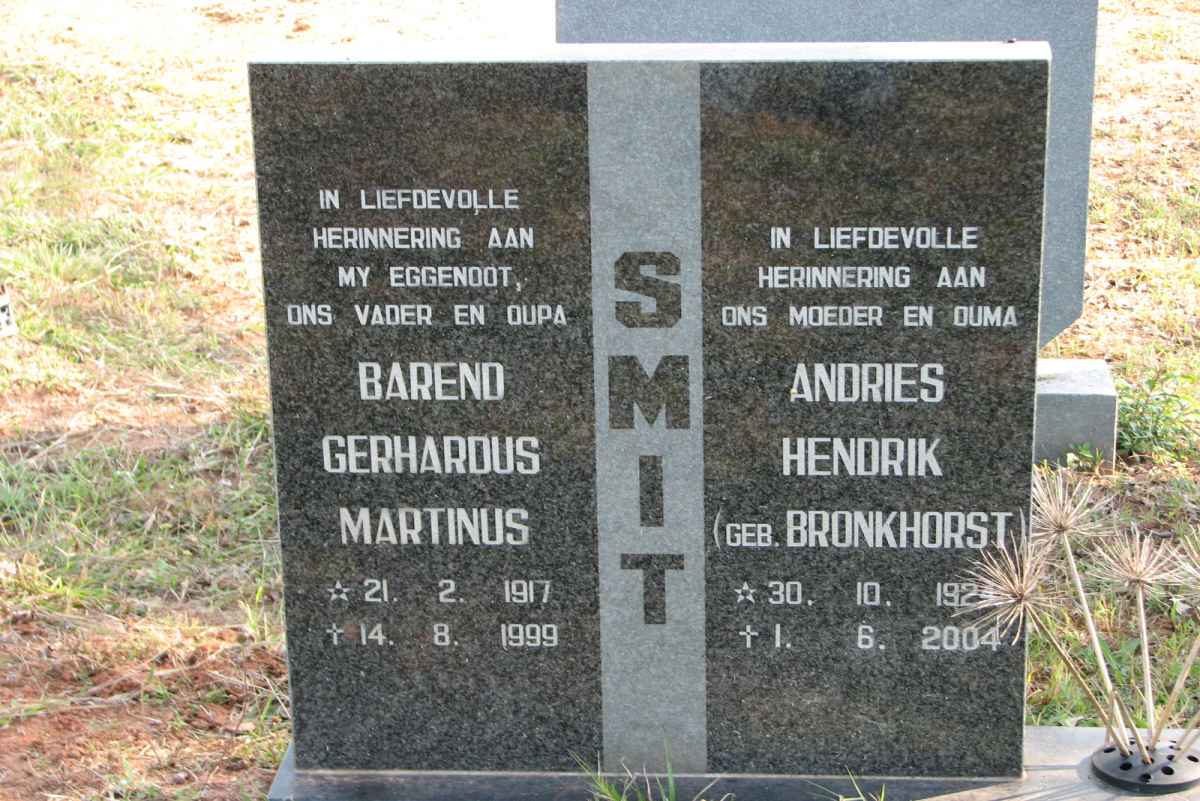 IN LIEFDEVOLLE
HERINNERING AAN
MY EGGENOOT,
ONS VADER EN OUPA
BAREND
GERHARDUS
MARTINUS
☆ 21. 2. 1917
✝ 14. 8. 1999
SMIT
IN LIEFDEVOLLE
HERINNERING AAN
ONS MOEDER EN OUMA
ANDRIES
HENDRIK
(GEB. BRONKHORST)
☆ 30. 10.
✝ 1. 6. 2004